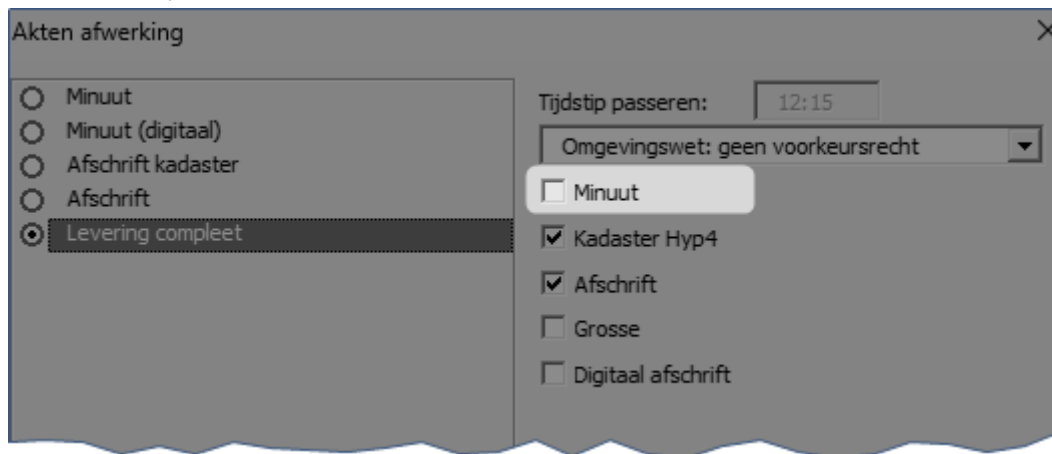 Akten afwerking
Minuut
Minuut (digitaal)
Afschrift kadaster
Afschrift
Levering compleet
Tijdstip passeren: 12:15
Omgevingswet: geen voorkeursrecht
Minuut
Kadaster Hyp4
Afschrift
Grosse
Digitaal afschrift